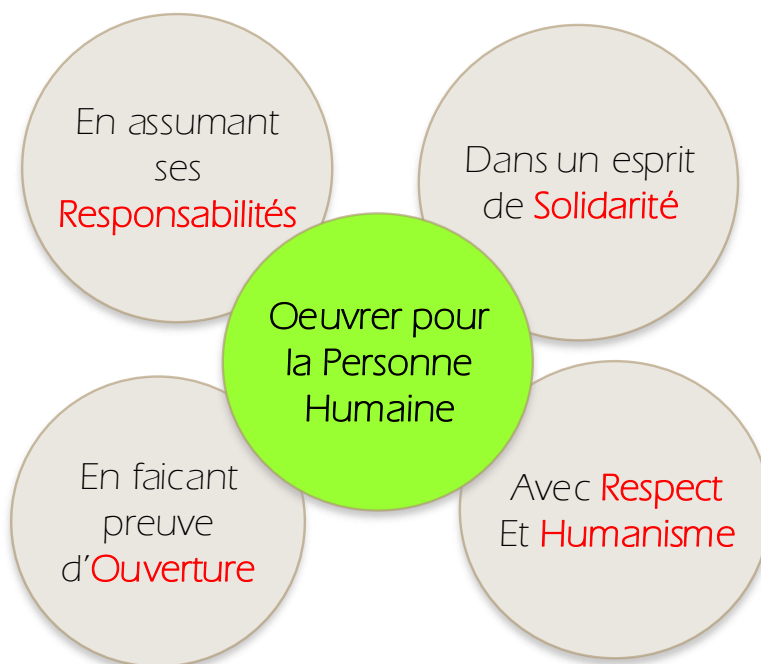 En assumant
ses
Responsabilités
Dans un esprit
de Solidarité
Oeuvrer pour
la Personne
Humaine
En faicant
preuve
d'Ouverture
Avec Respect
Et Humanisme